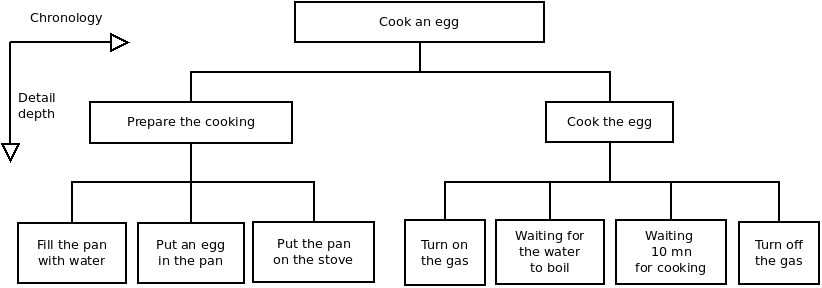 Chronology
Cook an egg
Detail
depth
Prepare the cooking
Cook the egg
Fill the pan
with water
Put an egg
in the pan
Put the pan
on the stove
Turn on
the gas
Waiting for
the water
to boil
Waiting
10 mn
for cooking
Turn off
the gas